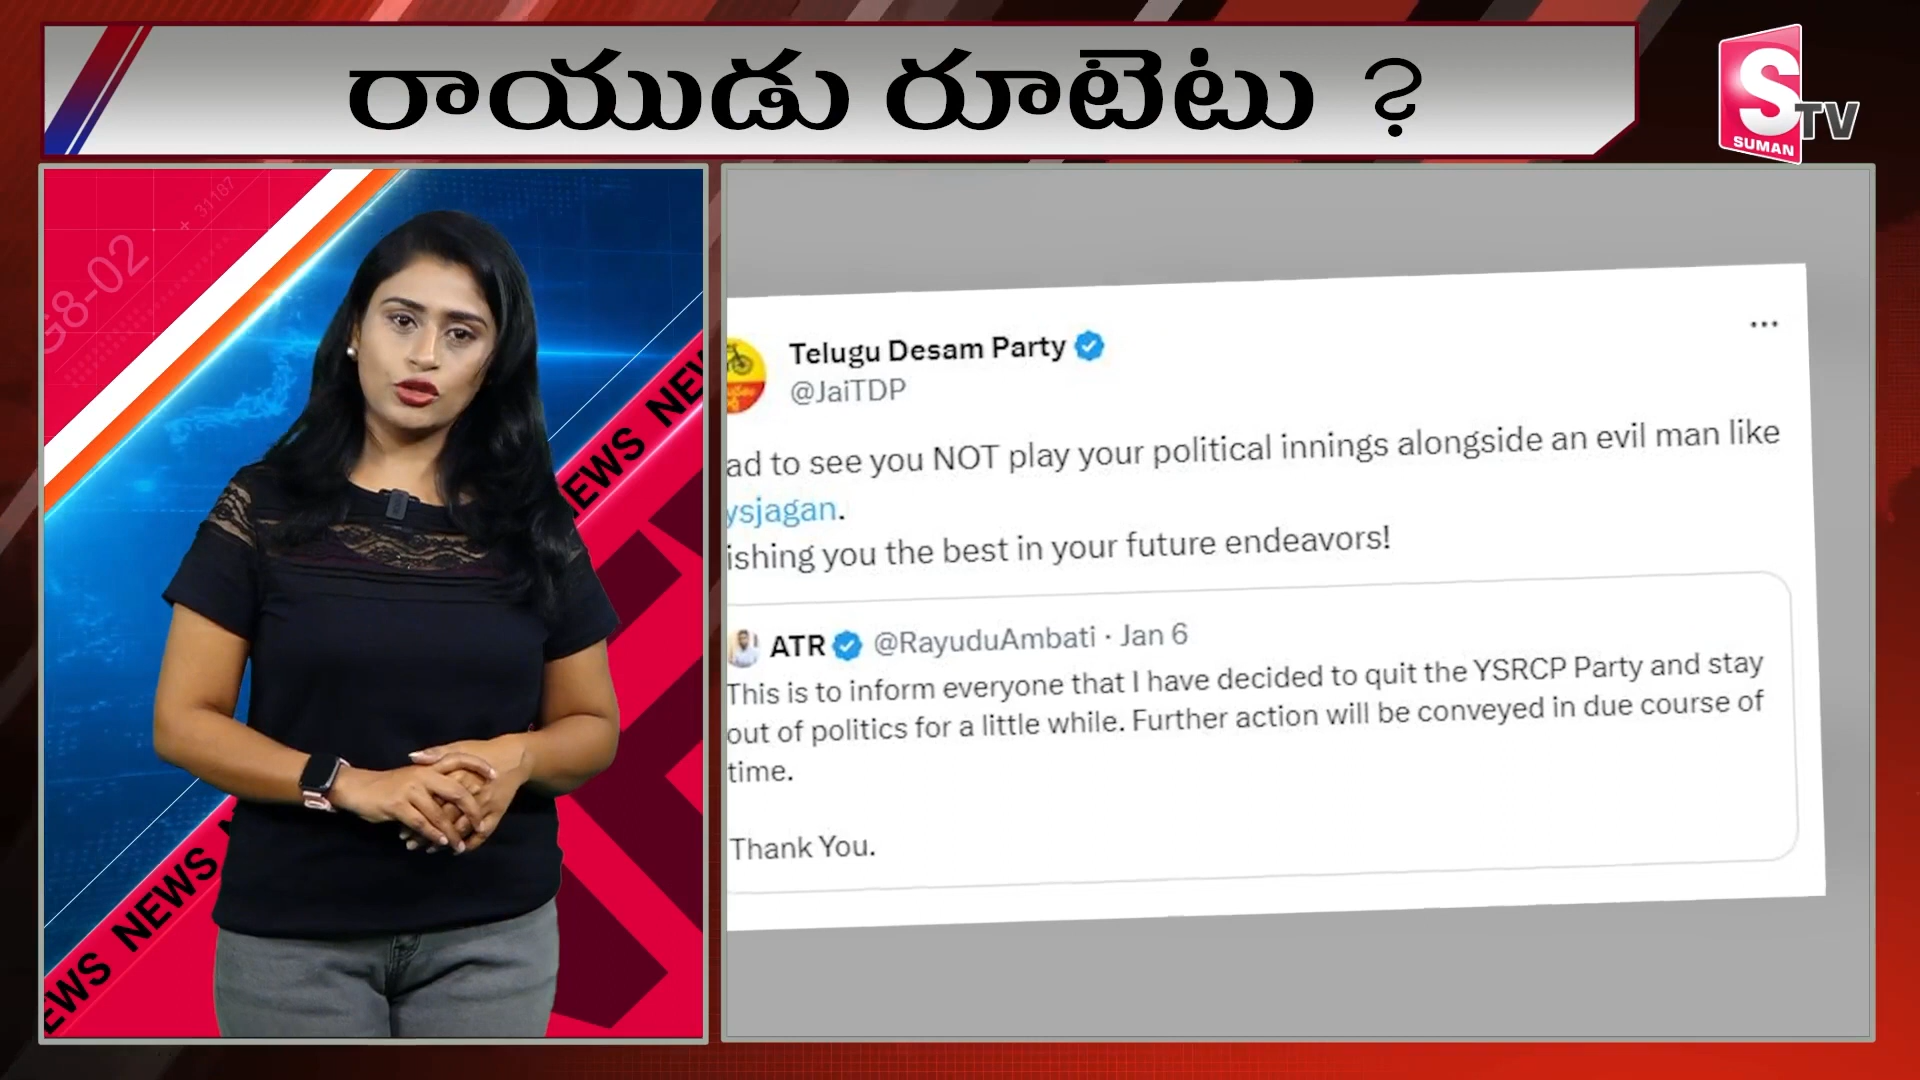 రాయుడు రూటెటు ?
S TV
SUMAN
G8-02
+ 31187
NEWS NEWS
EWS NEWS
Telugu Desam Party
@JaiTDP
ad to see you NOT play your political innings alongside an evil man like
ysjagan.
ishing you the best in your future endeavors!
ATR @RayuduAmbati · Jan 6
This is to inform everyone that I have decided to quit the YSRCP Party and stay
out of politics for a little while. Further action will be conveyed in due course of
time.
Thank You.